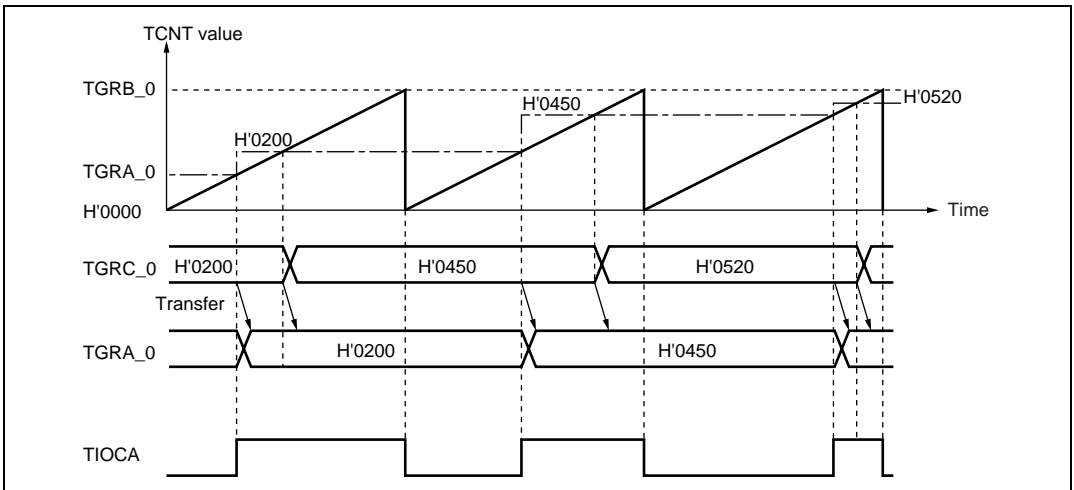 TCNT value
TGRB_0
H'0520
H'0450
H'0200
TGRA_0
H'0000
Time
TGRC_0
H'0200
H'0450
H'0520
Transfer
TGRA_0
H'0200
H'0450
TIOCA